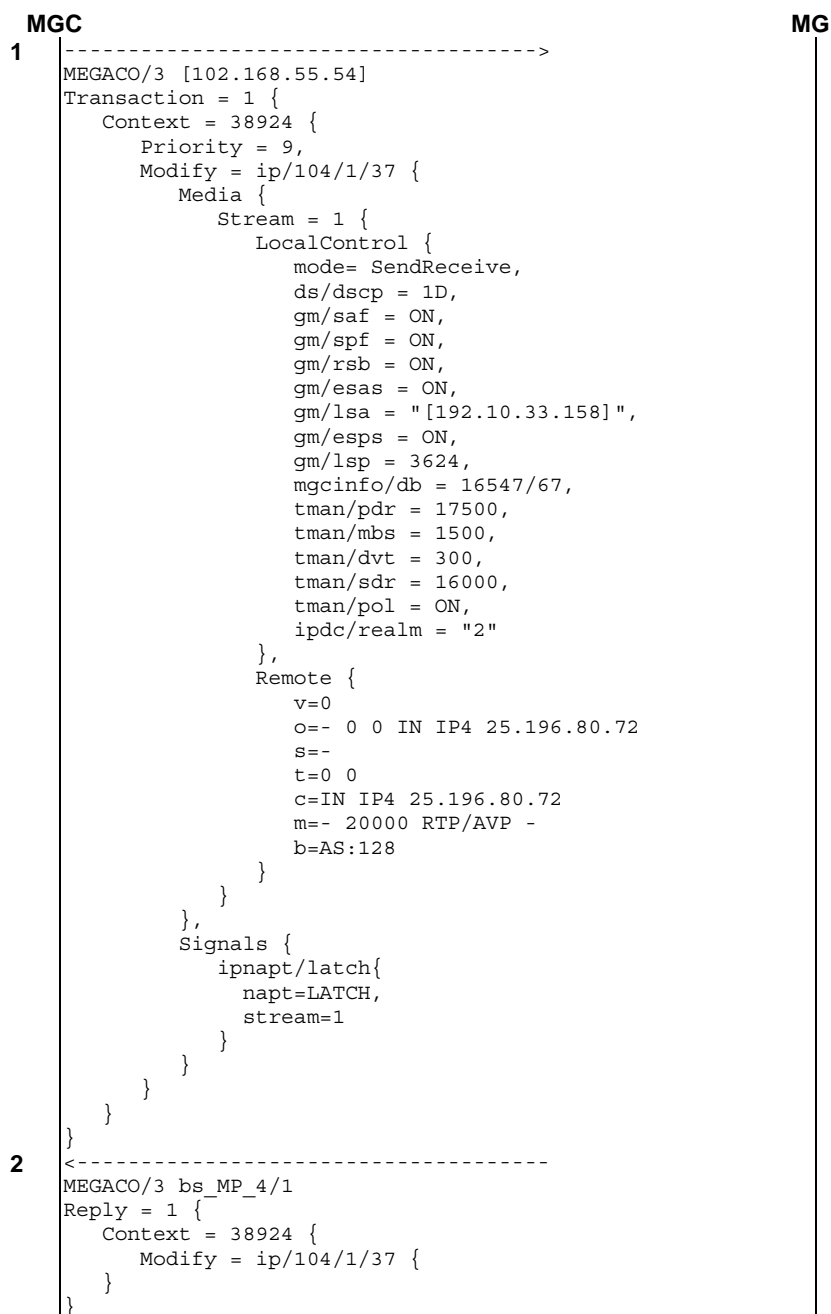 MGC MG
1 ------------------------------------->
MEGACO/3 [102.168.55.54]
Transaction = 1 {
   Context = 38924 {
      Priority = 9,
      Modify = ip/104/1/37 {
         Media {
            Stream = 1 {
               LocalControl {
                  mode= SendReceive,
                  ds/dscp = 1D,
                  gm/saf = ON,
                  gm/spf = ON,
                  gm/rsb = ON,
                  gm/esas = ON,
                  gm/lsa = "[192.10.33.158]",
                  gm/esps = ON,
                  gm/lsp = 3624,
                  mgcinfo/db = 16547/67,
                  tman/pdr = 17500,
                  tman/mbs = 1500,
                  tman/dvt = 300,
                  tman/sdr = 16000,
                  tman/pol = ON,
                  ipdc/realm = "2"
               },
               Remote {
                  v=0
                  o=- 0 0 IN IP4 25.196.80.72
                  s=-
                  t=0 0
                  c=IN IP4 25.196.80.72
                  m=- 20000 RTP/AVP -
                  b=AS:128
               }
            }
         },
         Signals {
            ipnapt/latch{
              napt=LATCH,
              stream=1
            }
         }
      }
   }
}
2 <-------------------------------------
MEGACO/3 bs_MP_4/1
Reply = 1 {
   Context = 38924 {
      Modify = ip/104/1/37 {
   }
}